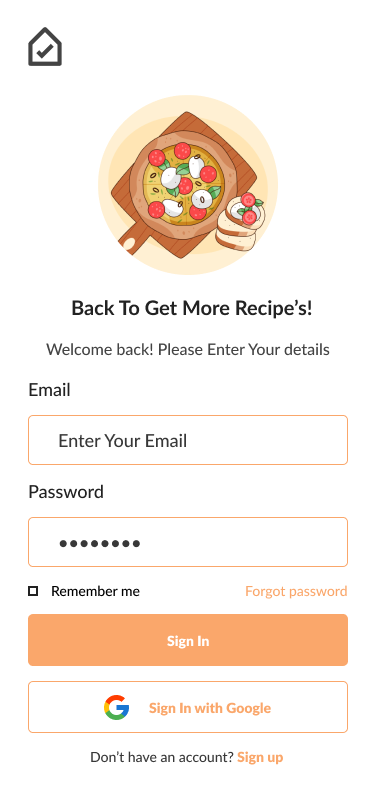 Back To Get More Recipe’s!
Welcome back! Please Enter Your details
Email
Enter Your Email
Password
••••••••
Remember me Forgot password
Sign In
Sign In with Google
Don’t have an account? Sign up